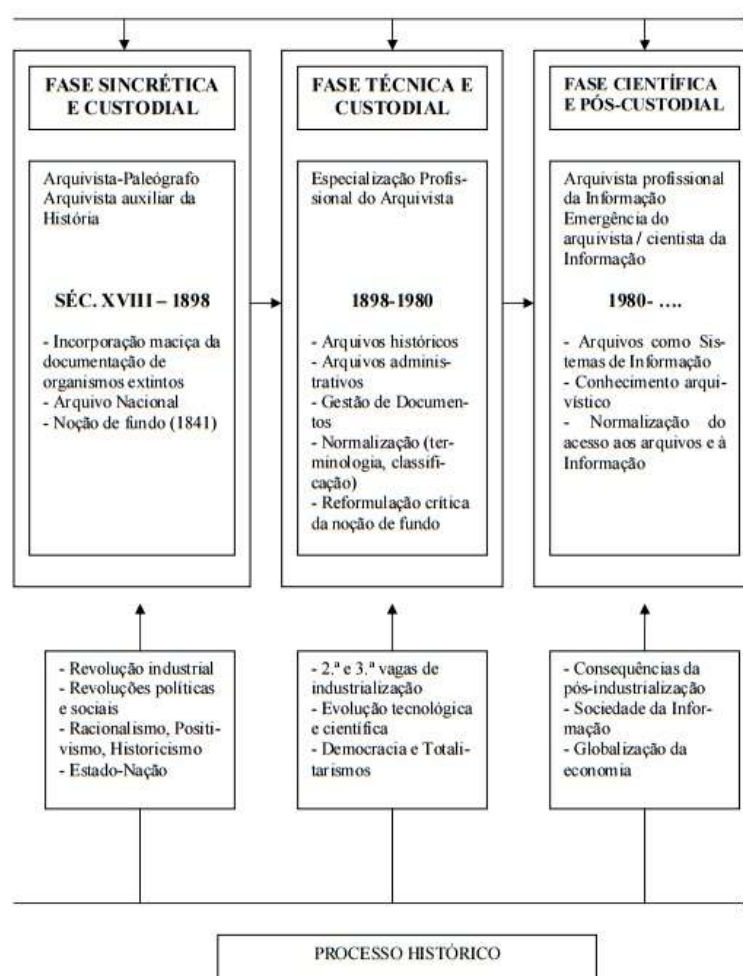 FASE SINCRÉTICA
E CUSTODIAL
Arquivista-Paleógrafo
Arquivista auxiliar da
História
SÉC. XVIII – 1898
- Incorporação maciça da
documentação de
organismos extintos
- Arquivo Nacional
- Noção de fundo (1841)
FASE TÉCNICA E
CUSTODIAL
Especialização Profis-
sional do Arquivista
1898-1980
- Arquivos históricos
- Arquivos adminis-
trativos
- Gestão de Documen-
tos
- Normalização (ter-
minologia, classifi-
cação)
- Reformulação crítica
da noção de fundo
FASE CIENTÍFICA
E PÓS-CUSTODIAL
Arquivista profissional
da Informação
Emergência do
arquivista / cientista da
Informação
1980- ….
- Arquivos como Sis-
temas de Informação
- Conhecimento arqui-
vístico
- Normalização do
acesso aos arquivos e à
Informação
- Revolução industrial
- Revoluções políticas
e sociais
- Racionalismo, Positi-
vismo, Historicismo
- Estado-Nação
- 2.ª e 3.ª vagas de
industrialização
- Evolução tecnológica
e científica
- Democracia e Totali-
tarismos
- Consequências da
pós-industrialização
- Sociedade da Infor-
mação
- Globalização da
economia
PROCESSO HISTÓRICO